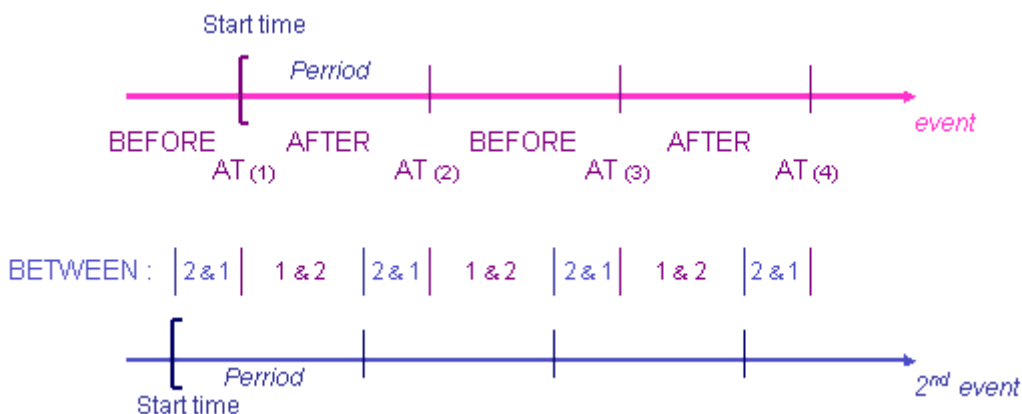 Start time
Perriod
event
BEFORE AFTER BEFORE AFTER
AT (1) AT (2) AT (3) AT (4)
BETWEEN : 2 & 1 1 & 2 2 & 1 1 & 2 2 & 1 1 & 2 2 & 1
Perriod
2nd event
Start time